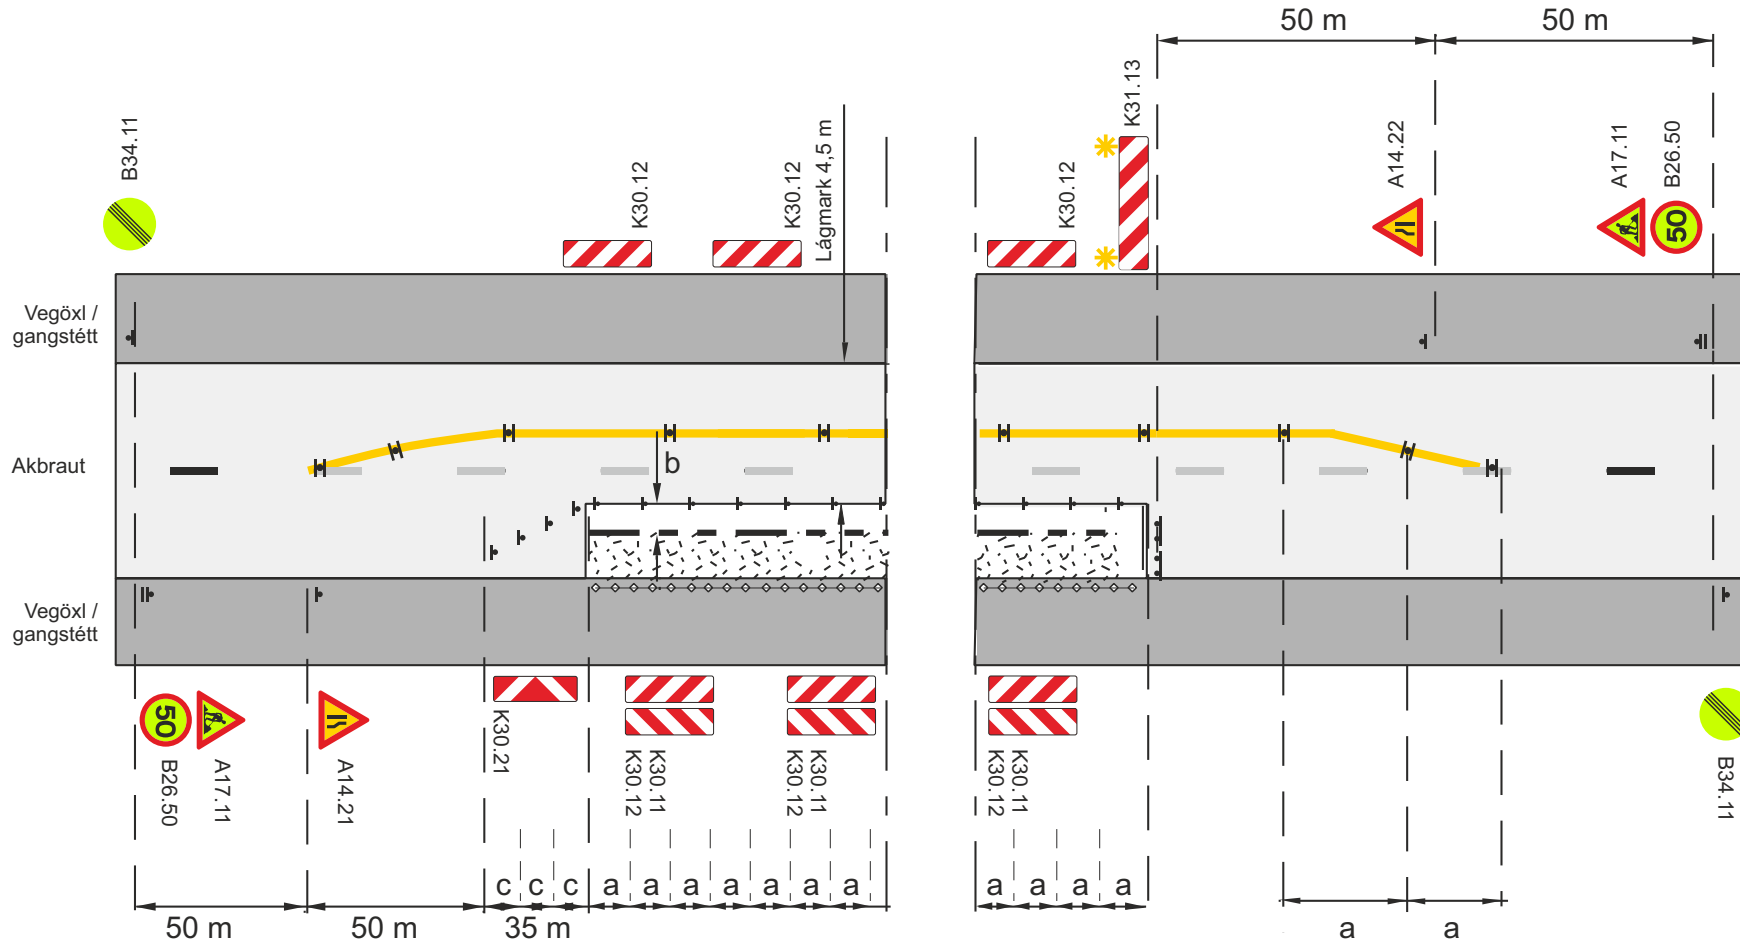 50 m
50 m
B34.11
K30.12
K30.12
Lágmark 4,5 m
K30.12
K31.13
A14.22
A17.11
B26.50
50
Vegöxl /
gangstétt
Akbraut
b
Vegöxl /
gangstétt
50
B26.50
A17.11
A14.21
K30.21
K30.11
K30.12
K30.11
K30.12
K30.11
K30.12
B34.11
c c c a a a a a a a
a a a a
50 m
50 m
35 m
a
a